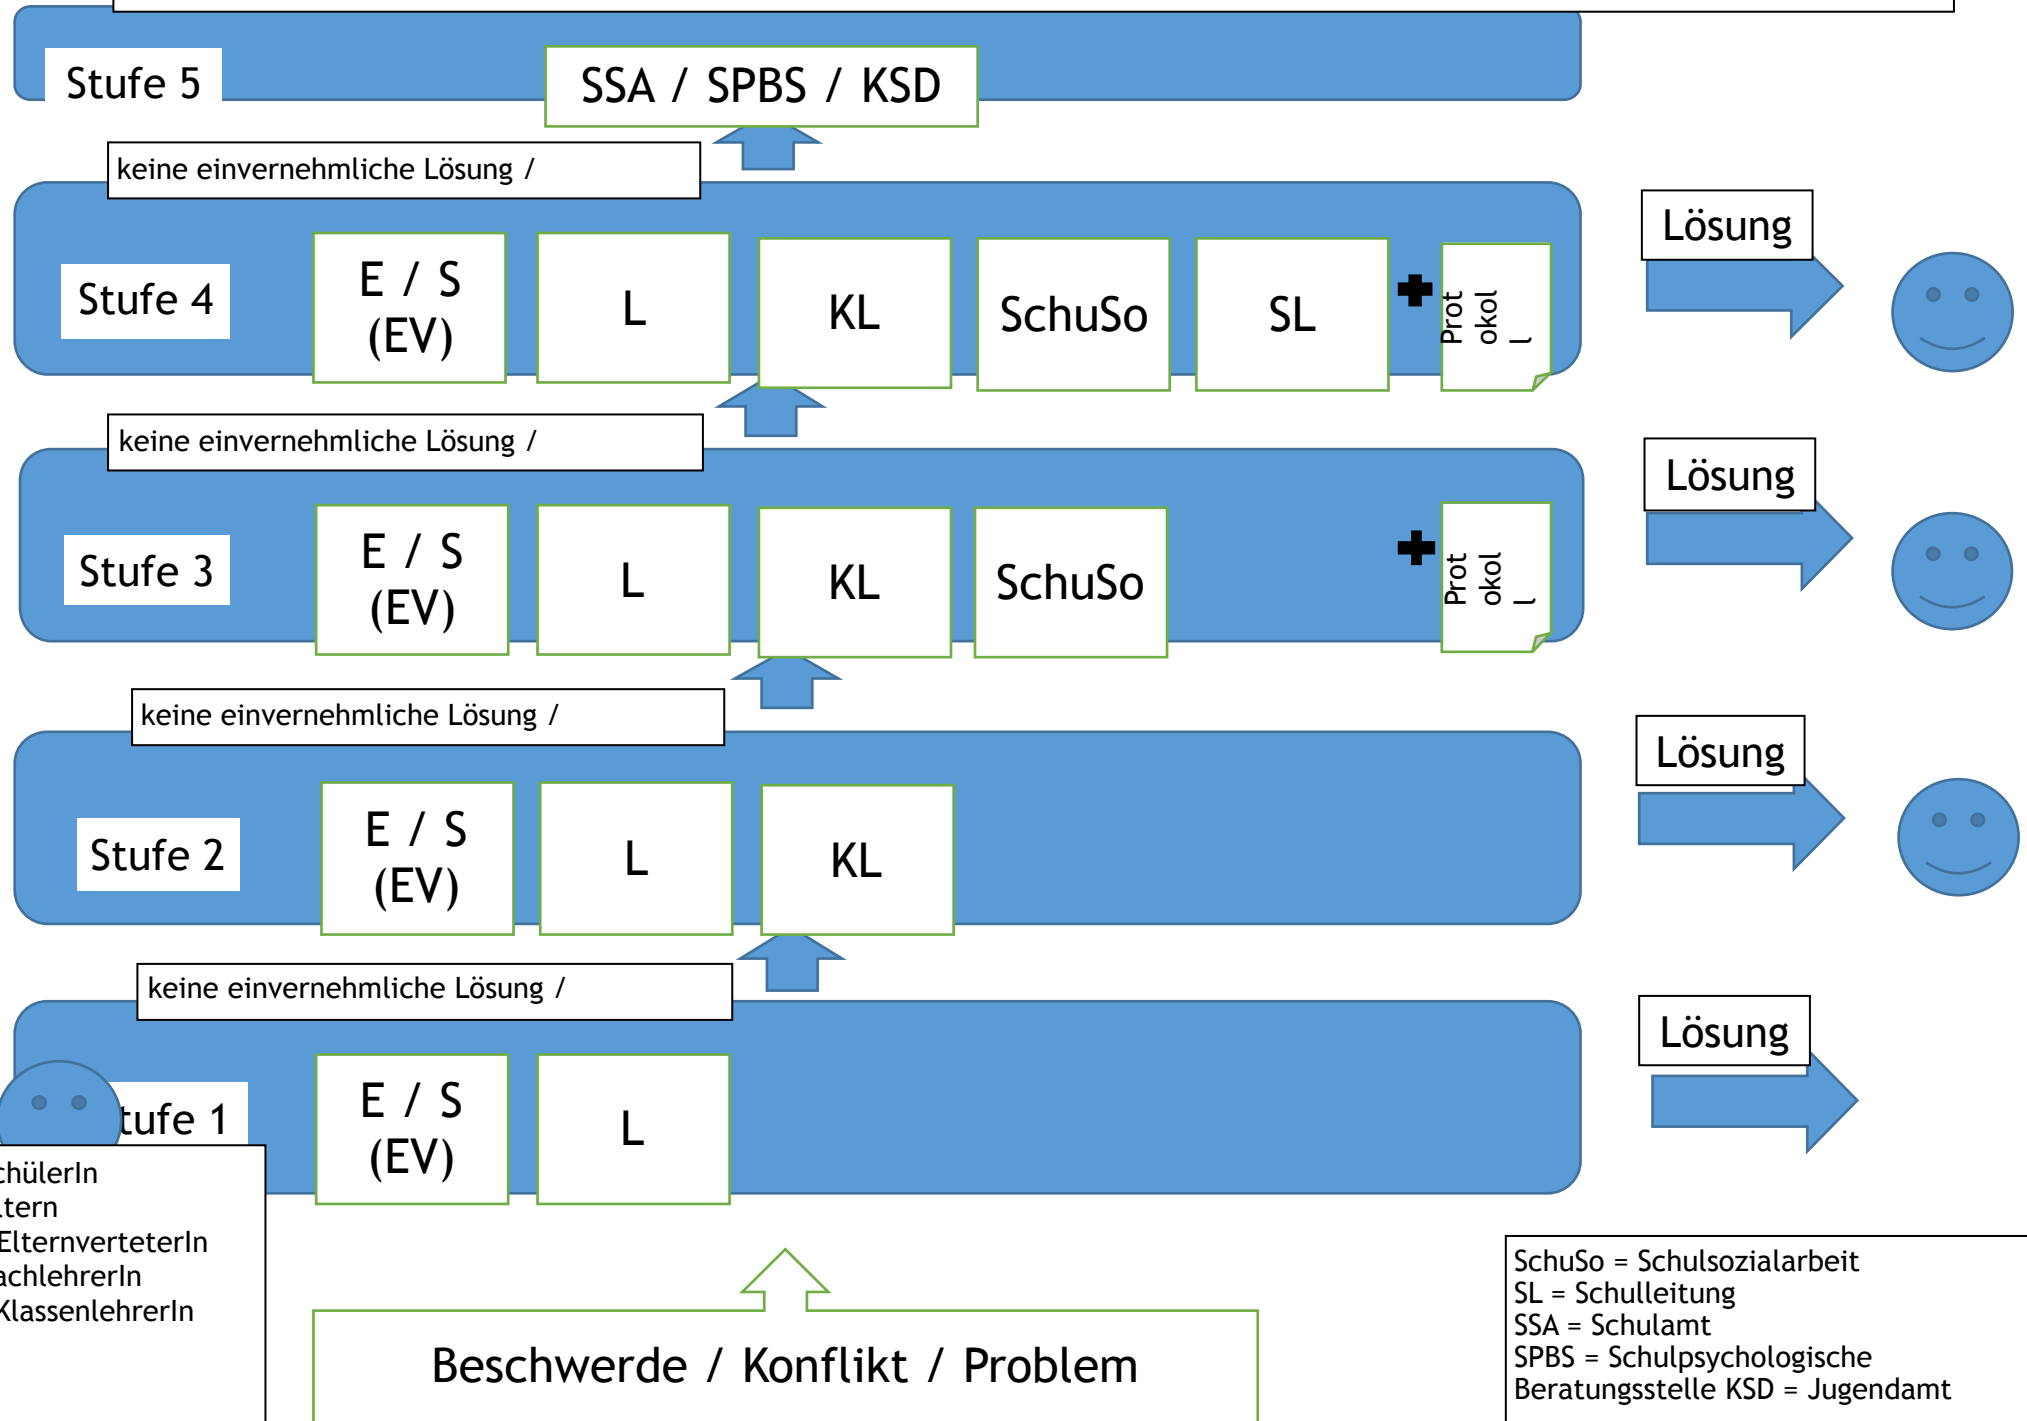 Stufe 5
SSA / SPBS / KSD
keine einvernehmliche Lösung /
Stufe 4
E / S
(EV)
L
KL
SchuSo
SL
Prot
okol
l
Lösung
keine einvernehmliche Lösung /
Stufe 3
E / S
(EV)
L
KL
SchuSo
Prot
okol
l
Lösung
keine einvernehmliche Lösung /
Stufe 2
E / S
(EV)
L
KL
Lösung
keine einvernehmliche Lösung /
tufe 1
E / S
(EV)
L
Lösung
chülerIn
ltern
ElternverteterIn
achlehrerIn
KlassenlehrerIn
Beschwerde / Konflikt / Problem
SchuSo = Schulsozialarbeit
SL = Schulleitung
SSA = Schulamt
SPBS = Schulpsychologische
Beratungsstelle KSD = Jugendamt